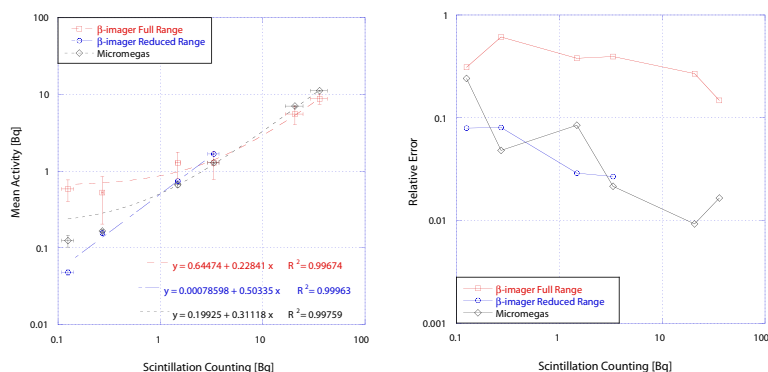 100
10
1
0.1
0.01
Mean Activity [Bq]
β-imager Full Range
β-imager Reduced Range
Micromegas
y = 0.64474 + 0.22841 x R 2= 0.99674
y = 0.00078598 + 0.50335 x R 2= 0.99963
y = 0.19925 + 0.31118 x R 2= 0.99759
0.1 1 10 100
Scintillation Counting [Bq]
1
0.1
0.01
0.001
Relative Error
β-imager Full Range
β-imager Reduced Range
Micromegas
0.1 1 10 100
Scintillation Counting [Bq]